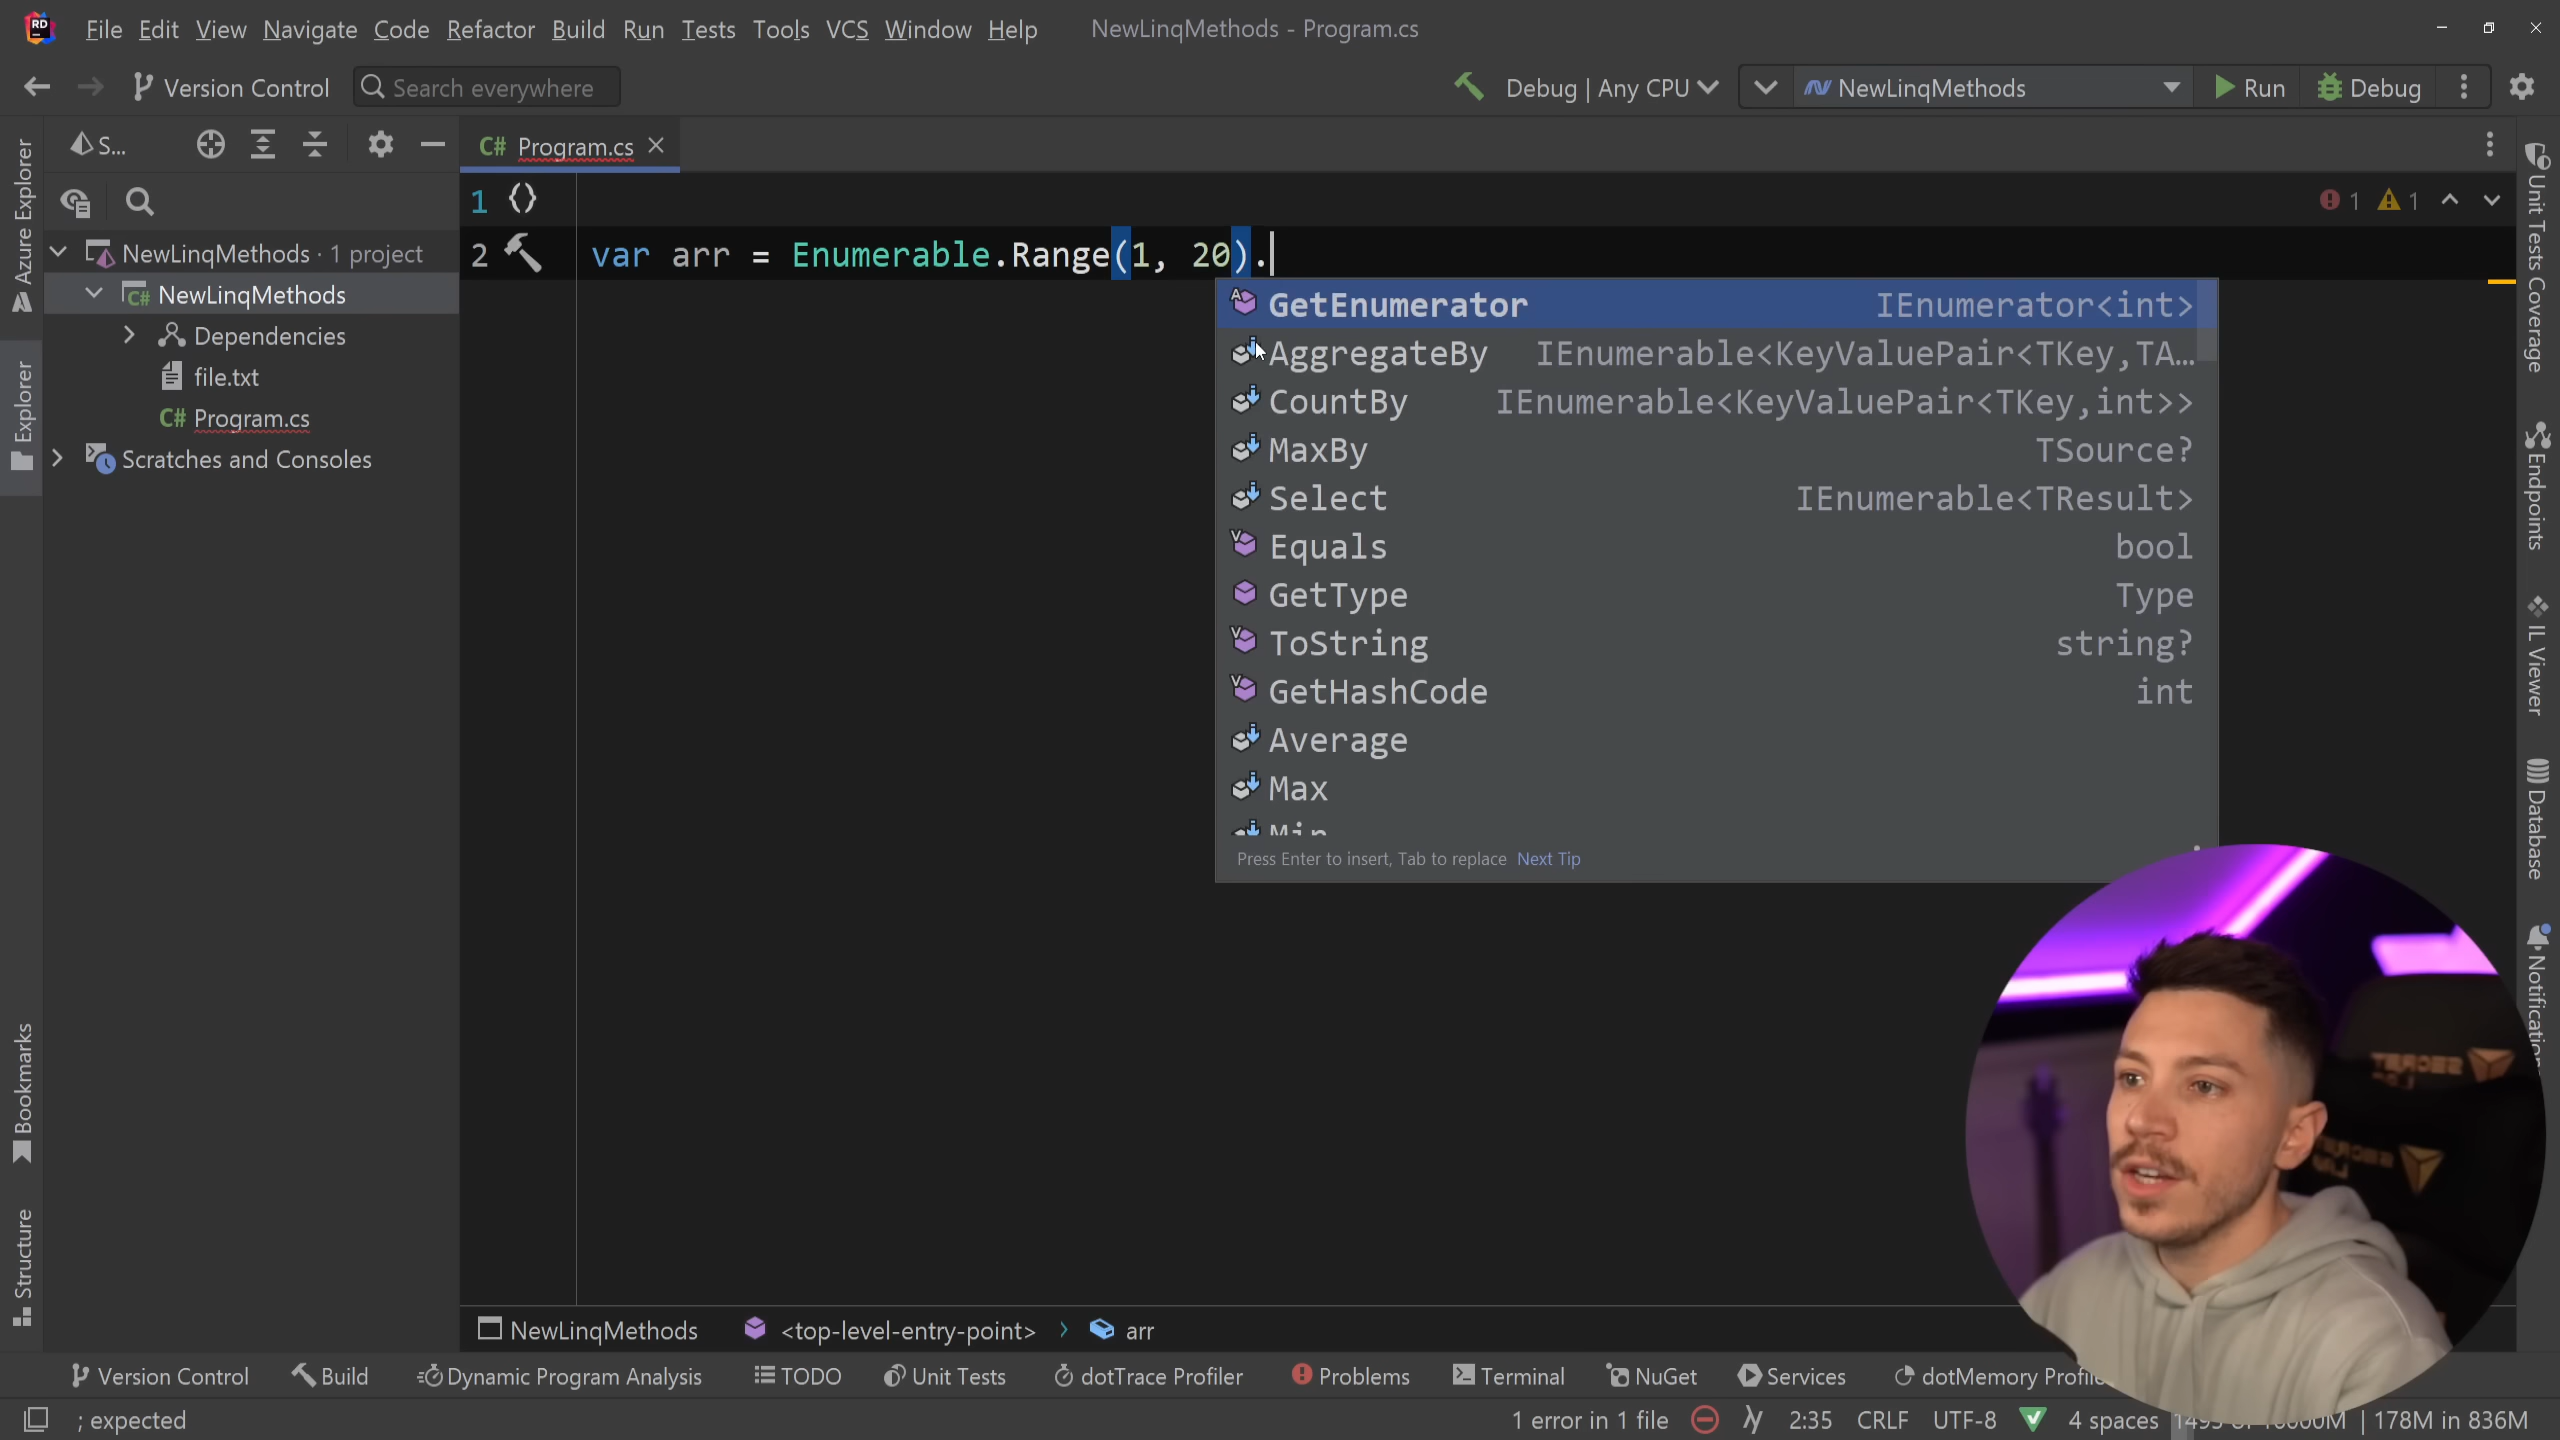 File Edit View Navigate Code Refactor Build Run Tests Tools VCS Window Help NewLinqMethods - Program.cs
Version Control Search everywhere Debug | Any CPU NewLinqMethods Run Debug
S...
C# Program.cs
1
1 1
2 var arr = Enumerable.Range(1, 20).
GetEnumerator IEnumerator<int>
AggregateBy IEnumerable<KeyValuePair<TKey,TA…
CountBy IEnumerable<KeyValuePair<TKey,int>>
MaxBy TSource?
Select IEnumerable<TResult>
Equals bool
GetType Type
ToString string?
GetHashCode int
Average
Max
Min
Press Enter to insert, Tab to replace Next Tip
NewLinqMethods · 1 project
C# NewLinqMethods
Dependencies
file.txt
C# Program.cs
Scratches and Consoles
Azure Explorer
Explorer
Bookmarks
Structure
Unit Tests Coverage
Endpoints
IL Viewer
Database
Notifications
NewLinqMethods <top-level-entry-point> › arr
Version Control Build Dynamic Program Analysis TODO Unit Tests dotTrace Profiler Problems Terminal NuGet Services dotMemory Profile
; expected 1 error in 1 file 2:35 CRLF UTF-8 4 spaces | 178M in 836M